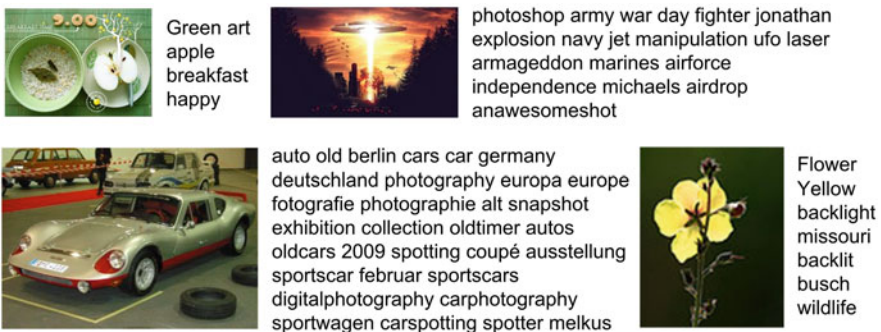 9.00
Green art
apple
breakfast
happy
photoshop army war day fighter jonathan
explosion navy jet manipulation ufo laser
armageddon marines airforce
independence michaels airdrop
anawesomeshot
auto old berlin cars car germany
deutschland photography europa europe
fotografie photographie alt snapshot
exhibition collection oldtimer autos
oldcars 2009 spotting coupé ausstellung
sportscar februar sportscars
digitalphotography carphotography
sportwagen carspotting spotter melkus
Flower
Yellow
backlight
missouri
backlit
busch
wildlife